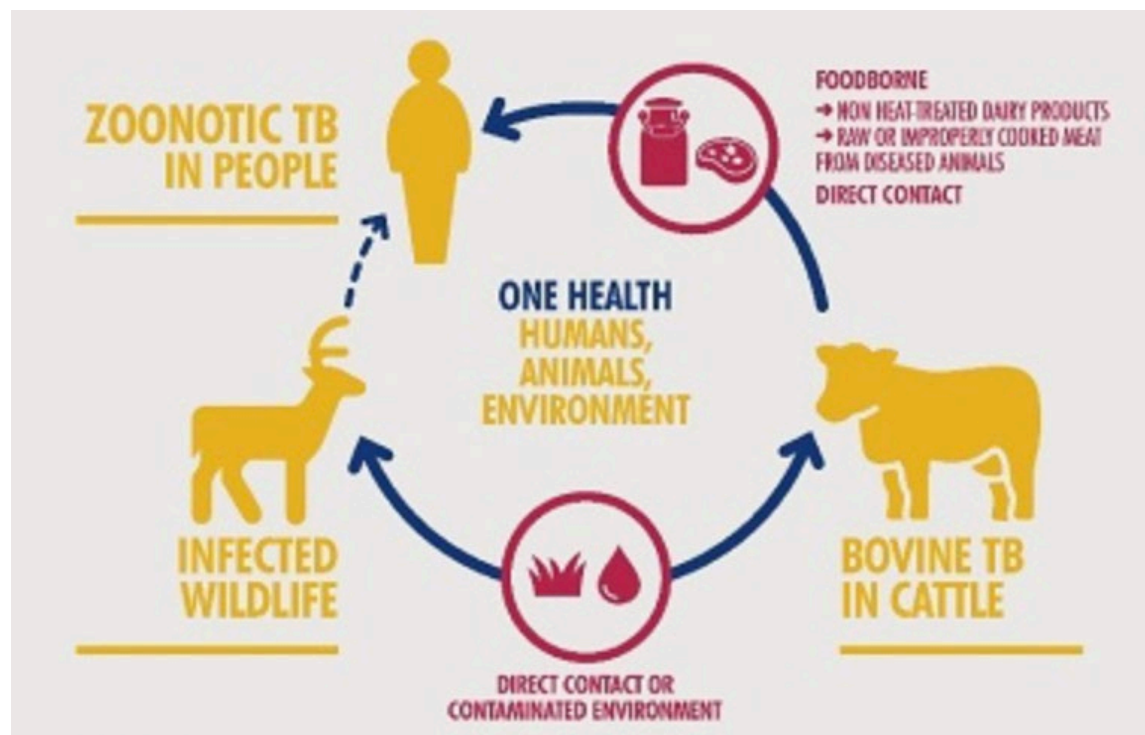 ZOONOTIC TB
IN PEOPLE
FOODBORNE
→ NON HEAT-TREATED DAIRY PRODUCTS
→ RAW OR IMPROPERLY COOKED MEAT
FROM DISEASED ANIMALS
DIRECT CONTACT
ONE HEALTH
HUMANS,
ANIMALS,
ENVIRONMENT
INFECTED
WILDLIFE
BOVINE TB
IN CATTLE
DIRECT CONTACT OR
CONTAMINATED ENVIRONMENT